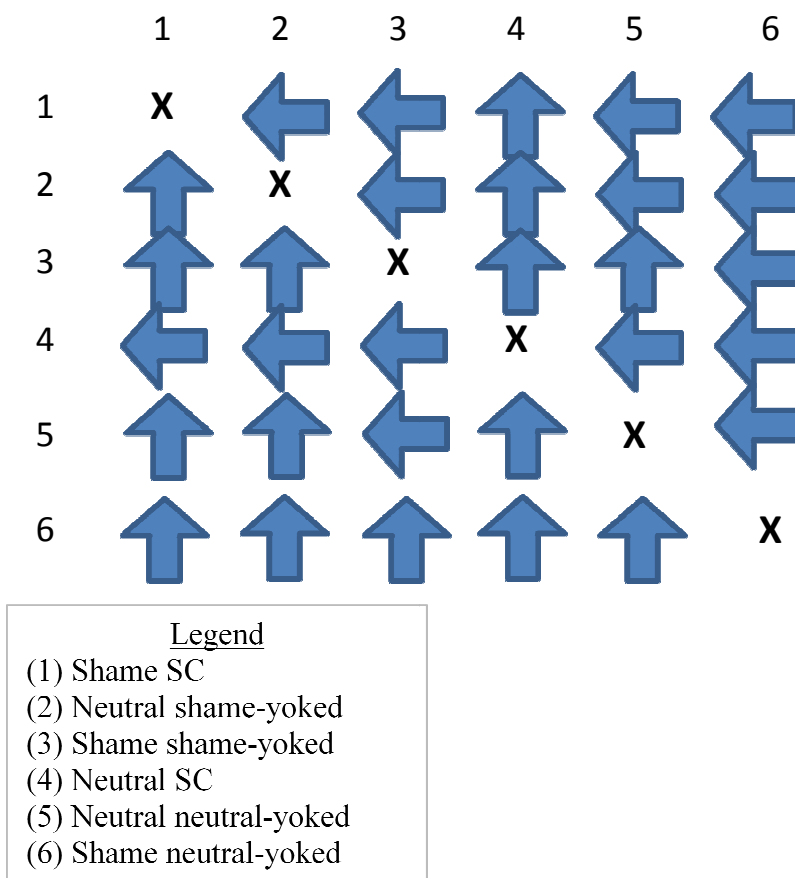 1 2 3 4 5 6
1 X
2 X
3 X
4 X
5 X
6 X
Legend
(1) Shame SC
(2) Neutral shame-yoked
(3) Shame shame-yoked
(4) Neutral SC
(5) Neutral neutral-yoked
(6) Shame neutral-yoked